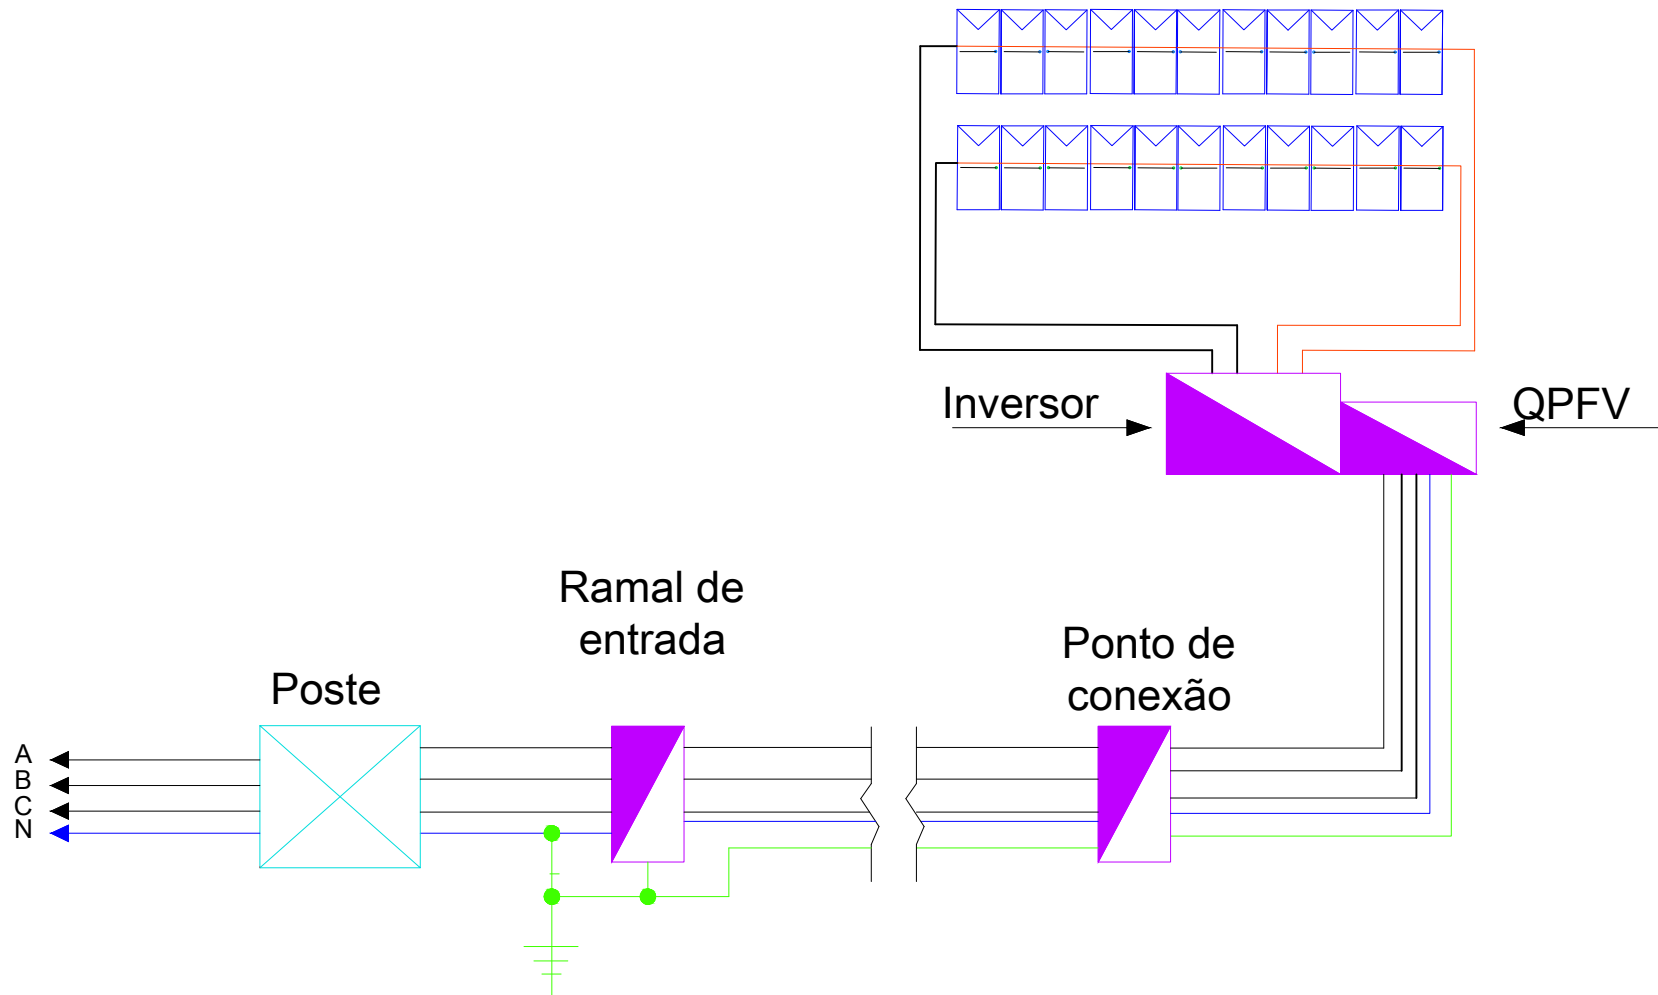 Inversor
QPFV
Ramal de
entrada
Ponto de
conexão
Poste
A
B
C
N